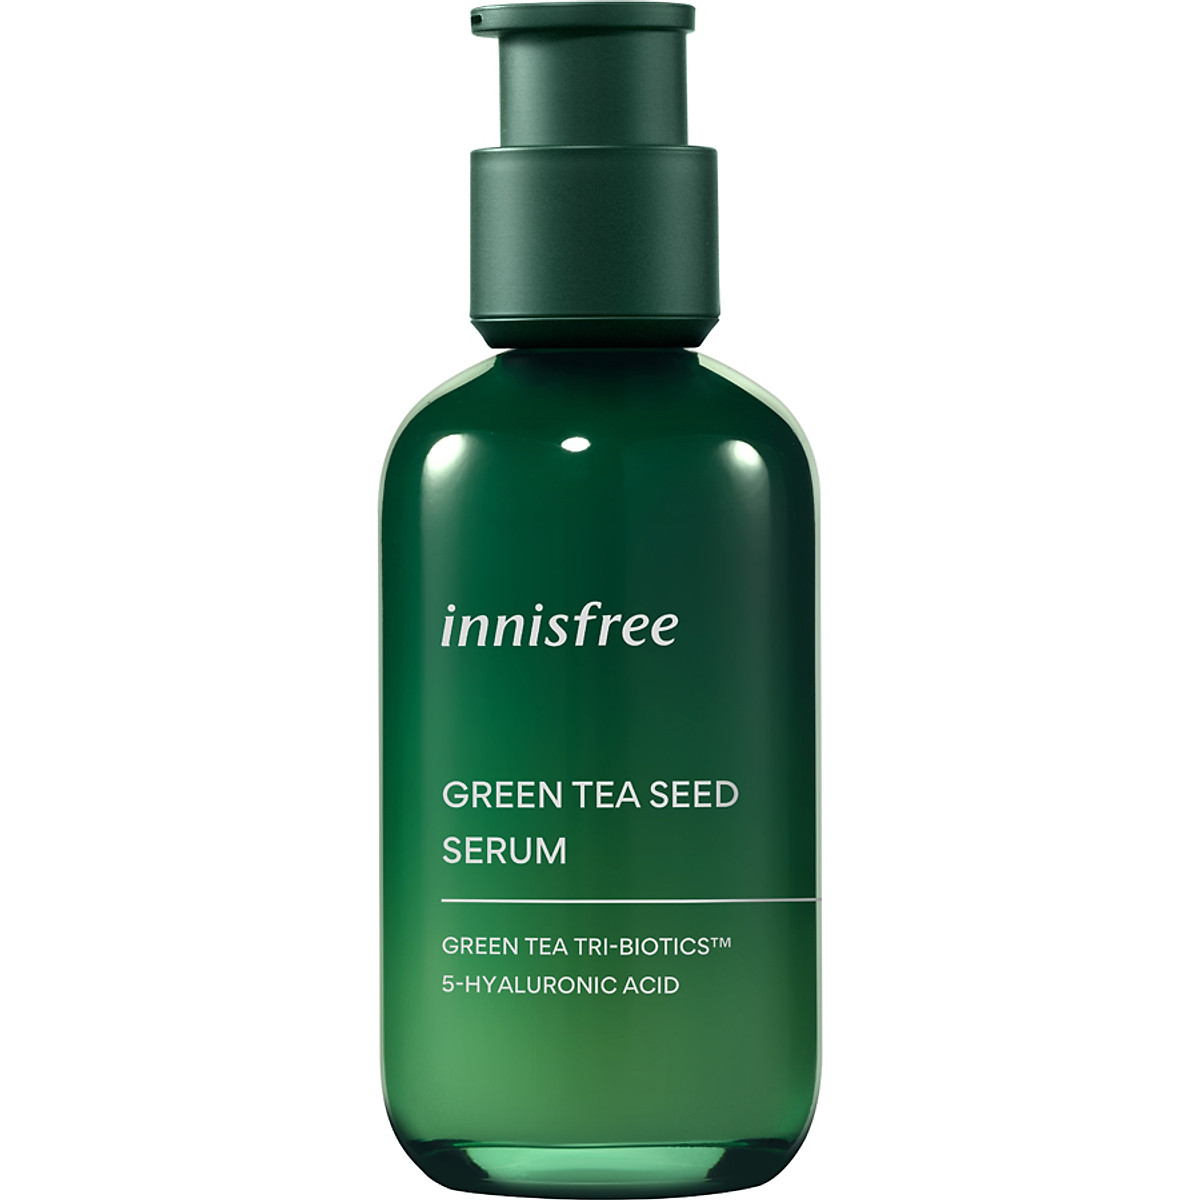 innisfree
GREEN TEA SEED
SERUM
GREEN TEA TRI-BIOTICS™
5-HYALURONIC ACID